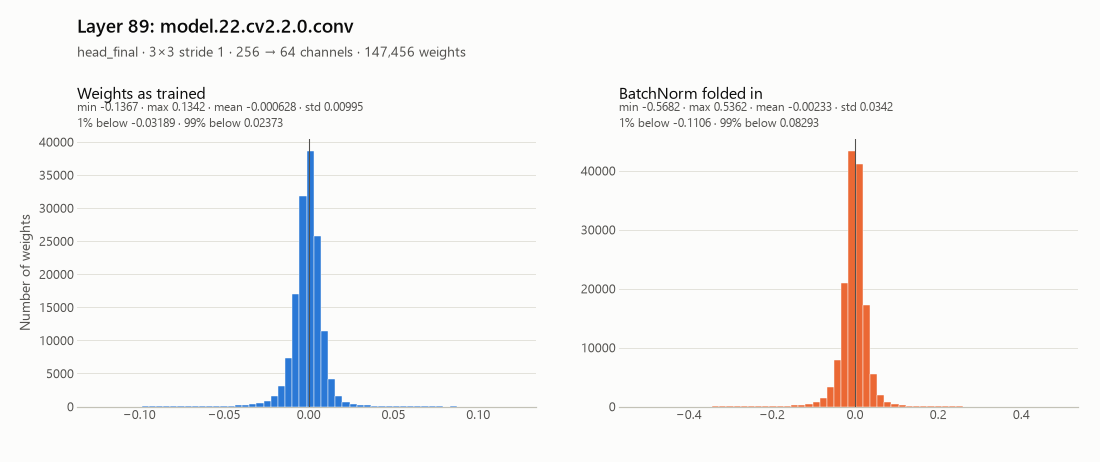 Layer 89: model.22.cv2.2.0.conv
head_final · 3×3 stride 1 · 256 → 64 channels · 147,456 weights
Weights as trained
min -0.1367 · max 0.1342 · mean -0.000628 · std 0.00995
1% below -0.03189 · 99% below 0.02373
40000
35000
30000
25000
20000
15000
10000
5000
0
Number of weights
−0.10
−0.05
0.00
0.05
0.10
BatchNorm folded in
min -0.5682 · max 0.5362 · mean -0.00233 · std 0.0342
1% below -0.1106 · 99% below 0.08293
40000
30000
20000
10000
0
−0.4
−0.2
0.0
0.2
0.4